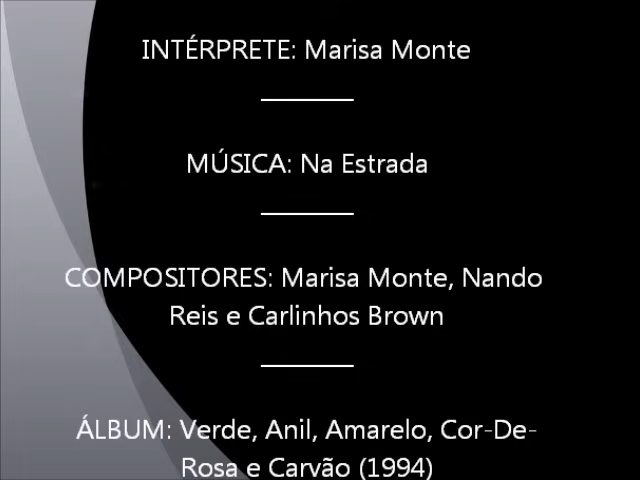 INTÉRPRETE: Marisa Monte
MÚSICA: Na Estrada
COMPOSITORES: Marisa Monte, Nando
Reis e Carlinhos Brown
ÁLBUM: Verde, Anil, Amarelo, Cor-De-
Rosa e Carvão (1994)